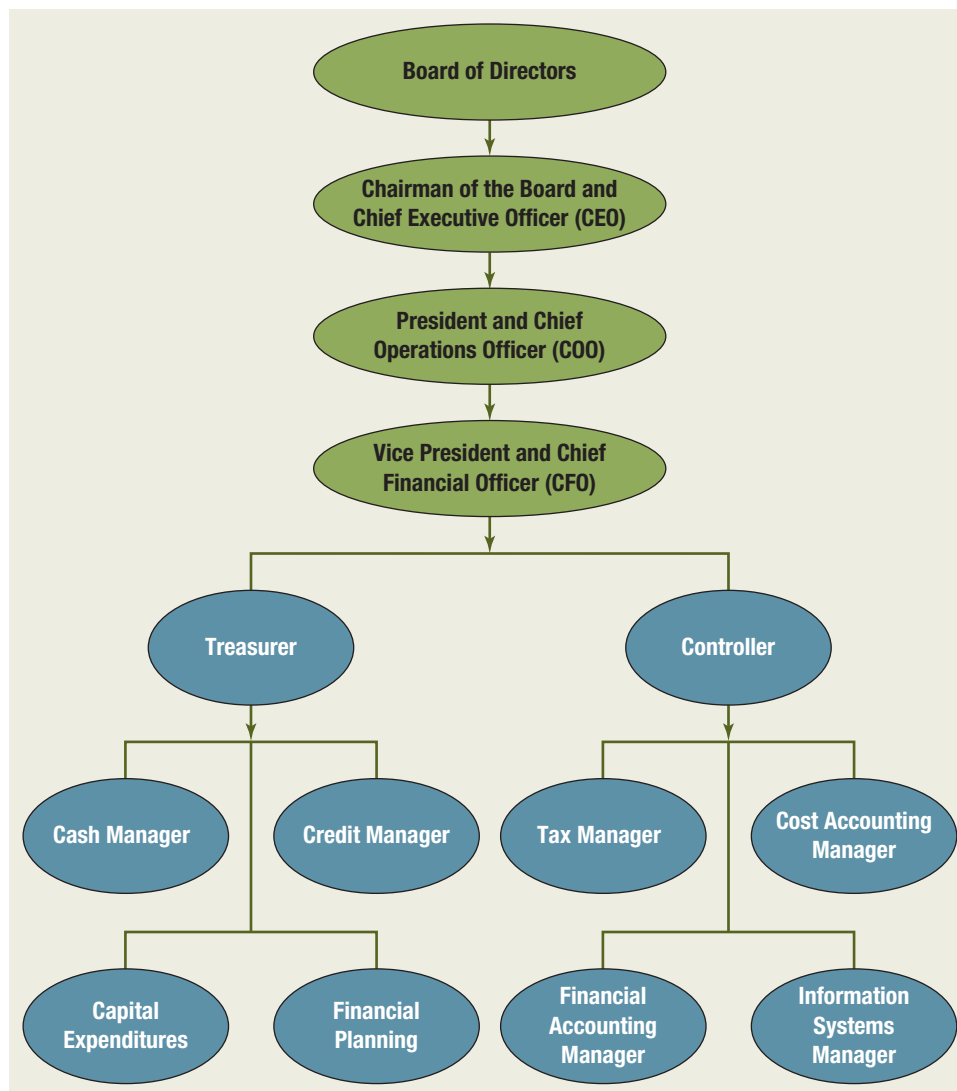 Board of Directors
Chairman of the Board and
Chief Executive Officer (CEO)
President and Chief
Operations Officer (COO)
Vice President and Chief
Financial Officer (CFO)
Treasurer
Controller
Cash Manager
Credit Manager
Tax Manager
Cost Accounting
Manager
Capital
Expenditures
Financial
Planning
Financial
Accounting
Manager
Information
Systems
Manager